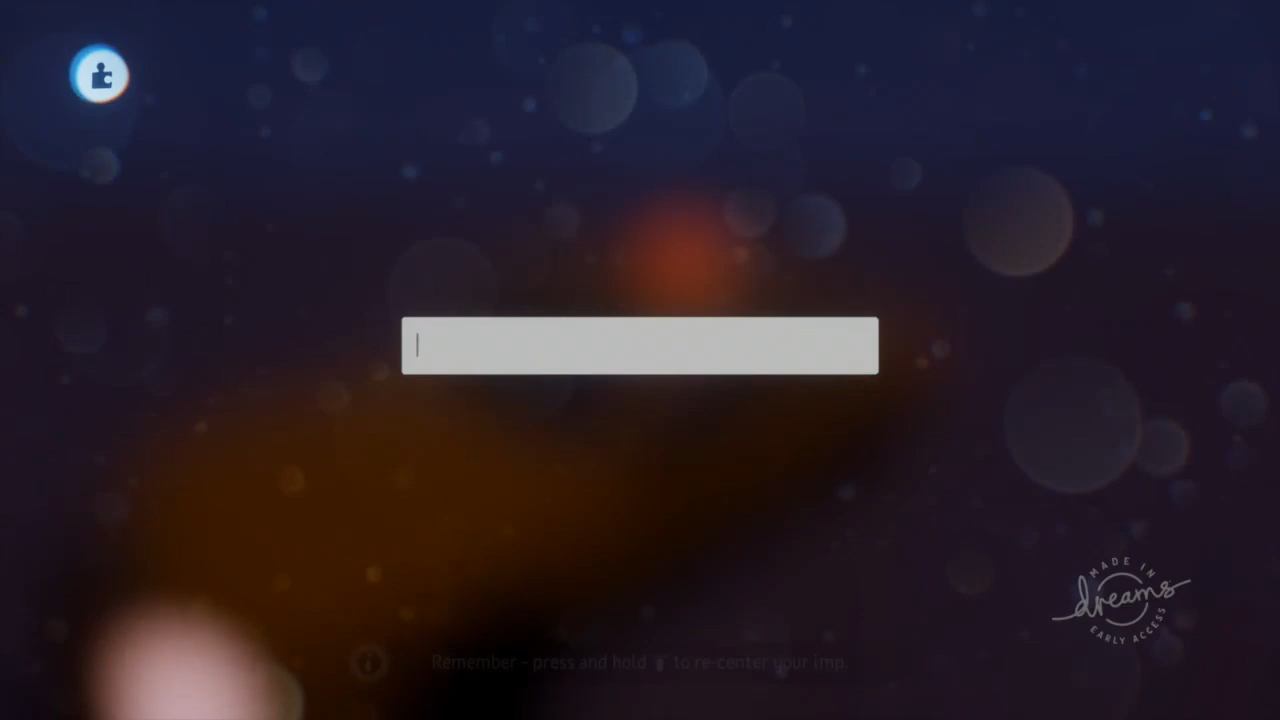 MADE IN
dreams
EARLY ACCESS
Remember - press and hold to re-center your imp.